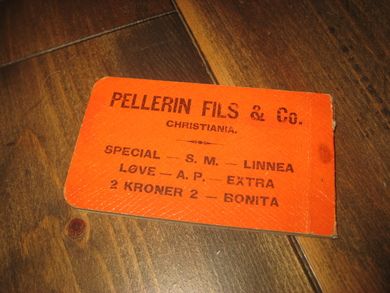 PELLERIN FILS & Co.
CHRISTIANIA.
SPECIAL — S. M. — LINNEA
LØVE — A. P. — EXTRA
2 KRONER 2 — BONITA